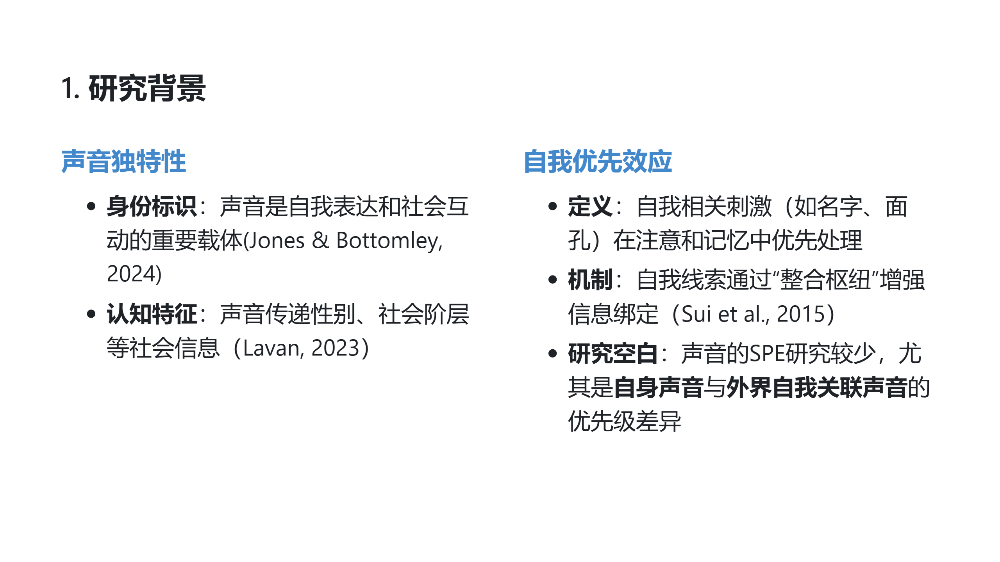 1. 研究背景
声音独特性
• 身份标识：声音是自我表达和社会互
动的重要载体(Jones & Bottomley,
2024)
• 认知特征：声音传递性别、社会阶层
等社会信息（Lavan, 2023）
自我优先效应
• 定义：自我相关刺激（如名字、面
孔）在注意和记忆中优先处理
• 机制：自我线索通过“整合枢纽”增强
信息绑定（Sui et al., 2015）
• 研究空白：声音的SPE研究较少，尤
其是自身声音与外界自我关联声音的
优先级差异